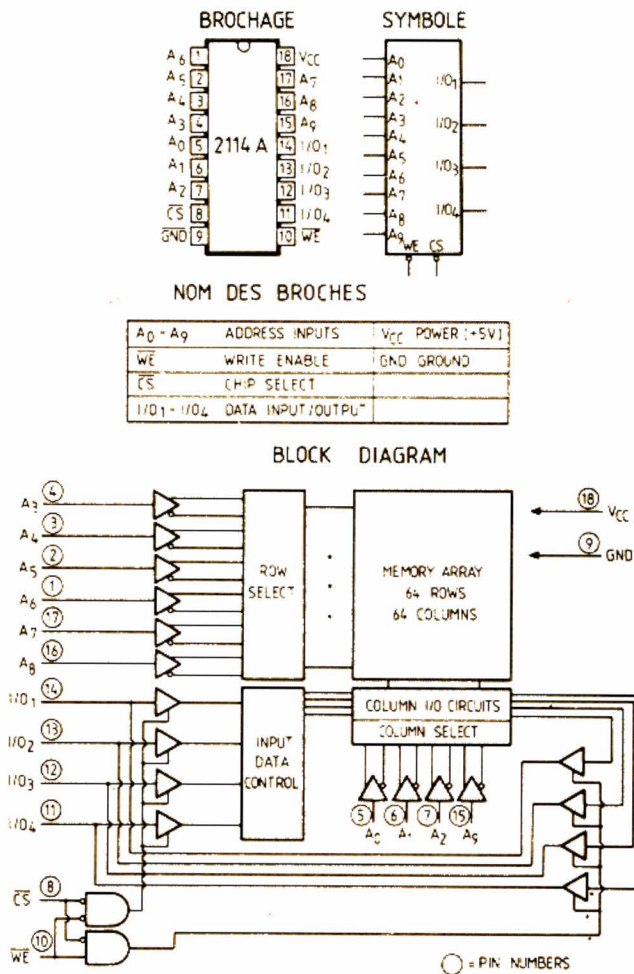 BROCHAGE
A6 1 18 VCC
A5 2 17 A7
A4 3 16 A8
A3 4 15 A9
A0 5 14 I/O1
A1 6 13 I/O2
A2 7 12 I/O3
CS 8 11 I/O4
GND 9 10 WE
2114 A
SYMBOLE
A0
A1
A2
A3
A4
A5
A6
A7
A8
A9
I/O1
I/O2
I/O3
I/O4
WE CS
NOM DES BROCHES
A0 - A9 ADDRESS INPUTS VCC POWER (+5V)
WE WRITE ENABLE GND GROUND
CS CHIP SELECT
I/O1 - I/O4 DATA INPUT/OUTPUT
BLOCK DIAGRAM
A3 4
A4 3
A5 2
A6 1
A7 17
A8 16
I/O1 14
I/O2 13
I/O3 12
I/O4 11
CS 8
WE 10
ROW
SELECT
MEMORY ARRAY
64 ROWS
64 COLUMNS
18 VCC
9 GND
INPUT
DATA
CONTROL
COLUMN I/O CIRCUITS
COLUMN SELECT
5 6 7 15
A0 A1 A2 A9
= PIN NUMBERS